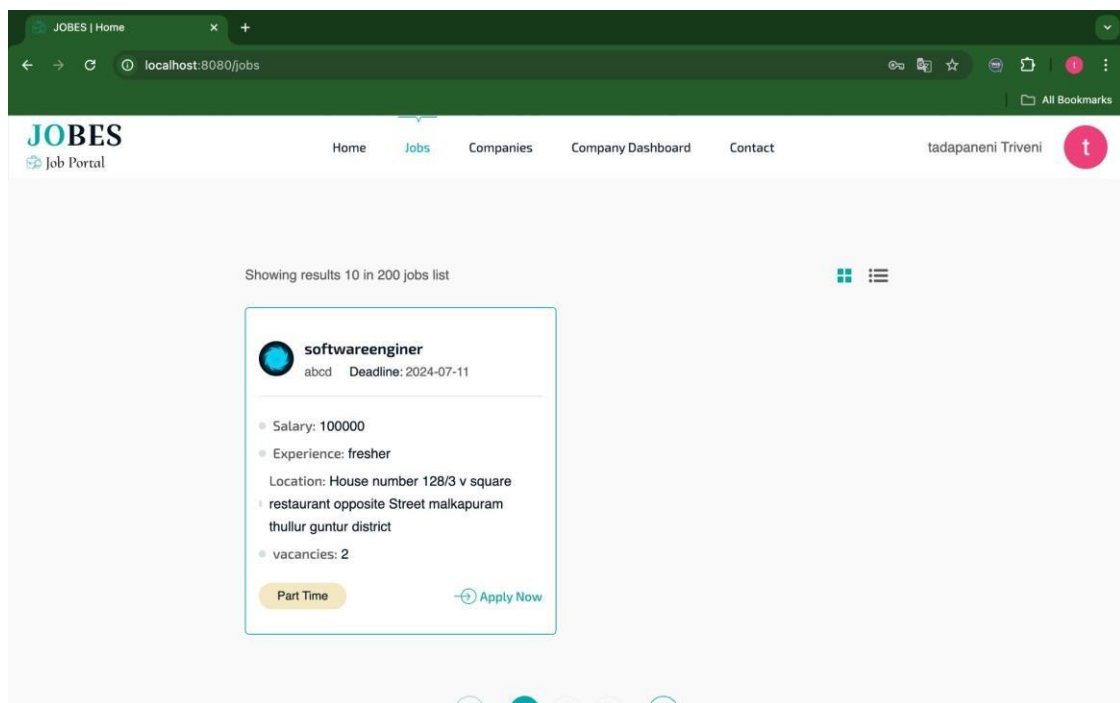 JOBES | Home
localhost:8080/jobs
All Bookmarks
JOBES
Job Portal
Home Jobs Companies Company Dashboard Contact
tadapaneni Triveni
t
Showing results 10 in 200 jobs list
softwareenginer
abcd Deadline: 2024-07-11
Salary: 100000
Experience: fresher
Location: House number 128/3 v square
restaurant opposite Street malkapuram
thullur guntur district
vacancies: 2
Part Time
Apply Now